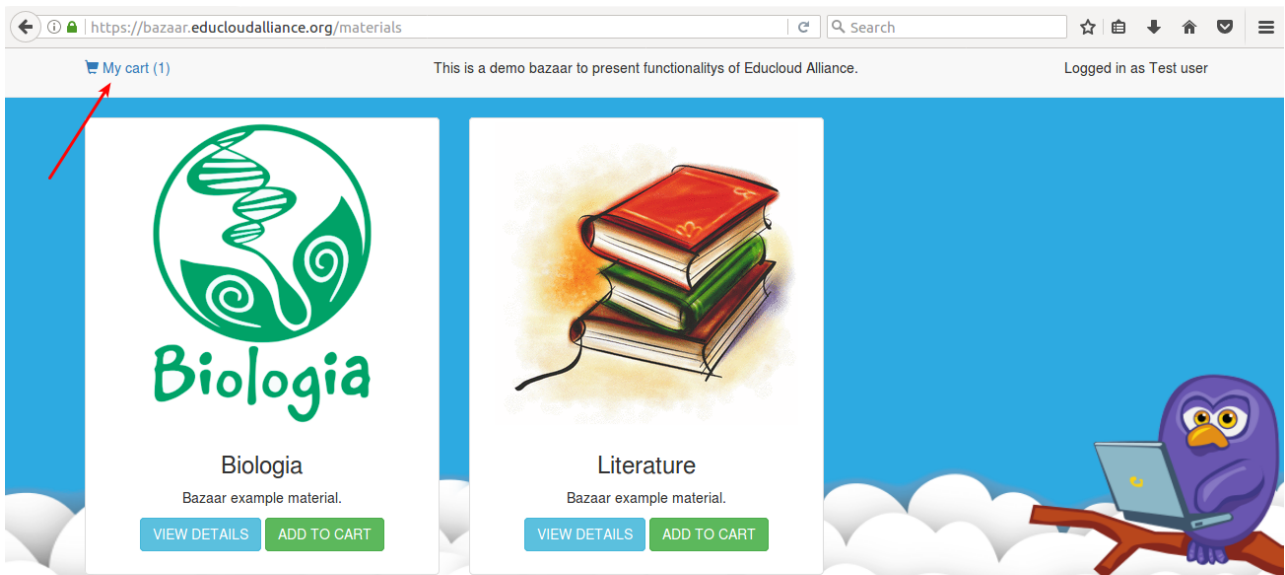 https://bazaar.educloudalliance.org/materials
Search
My cart (1)
This is a demo bazaar to present functionalitys of Educloud Alliance.
Logged in as Test user
Biologia
Biologia
Bazaar example material.
VIEW DETAILS
ADD TO CART
Literature
Bazaar example material.
VIEW DETAILS
ADD TO CART